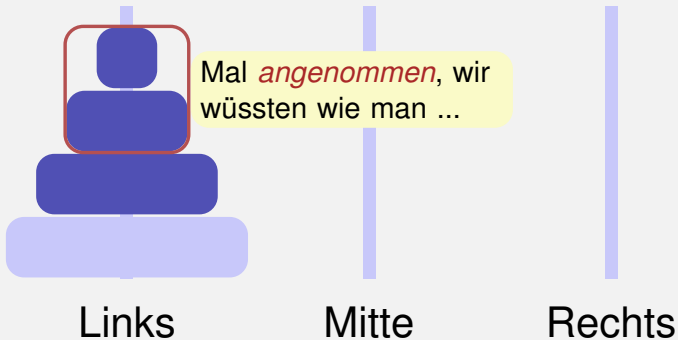 Mal angenommen, wir
wüssten wie man ...
Links Mitte Rechts